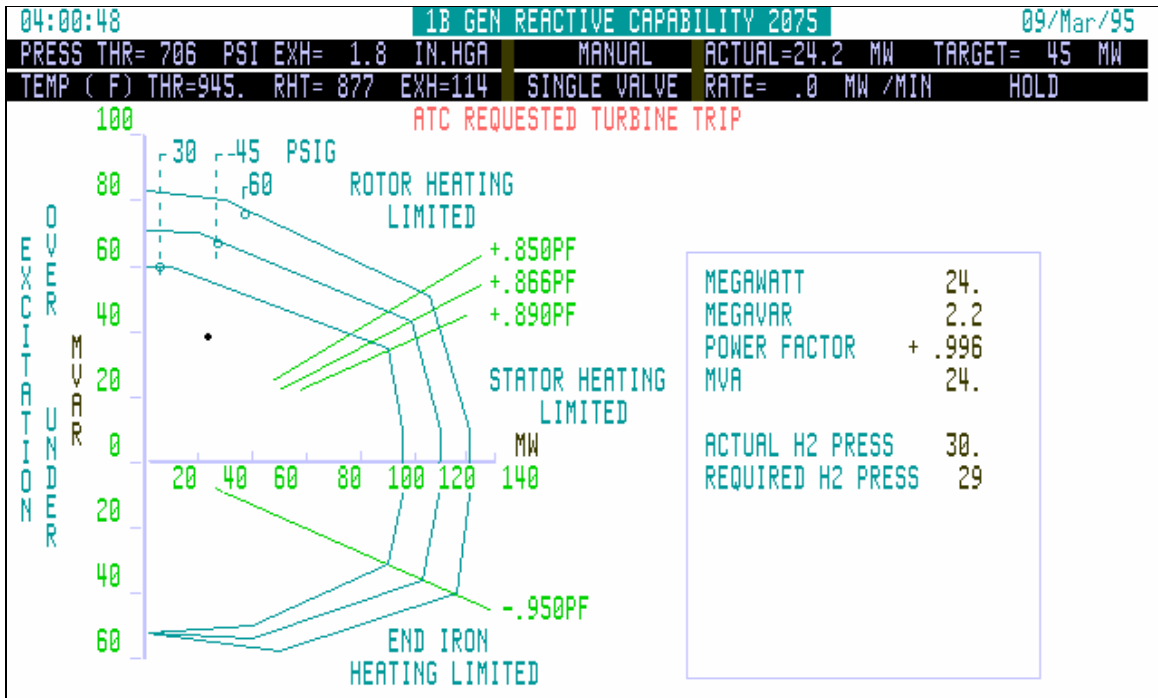 04:00:48 1B GEN REACTIVE CAPABILITY 2075 09/Mar/95
PRESS THR= 706 PSI EXH= 1.8 IN.HGA MANUAL ACTUAL=24.2 MW TARGET= 45 MW
TEMP ( F) THR=945. RHT= 877 EXH=114 SINGLE VALVE RATE= .0 MW /MIN HOLD
ATC REQUESTED TURBINE TRIP
100
80
60
40
20
0
20
40
60
OVER UNDER
EXCITATION
MVAR
30 45 PSIG
60
ROTOR HEATING
LIMITED
+.850PF
+.866PF
+.890PF
STATOR HEATING
LIMITED
MW
20 40 60 80 100 120 140
-.950PF
END IRON
HEATING LIMITED
MEGAWATT 24.
MEGAVAR 2.2
POWER FACTOR + .996
MVA 24.
ACTUAL H2 PRESS 30.
REQUIRED H2 PRESS 29